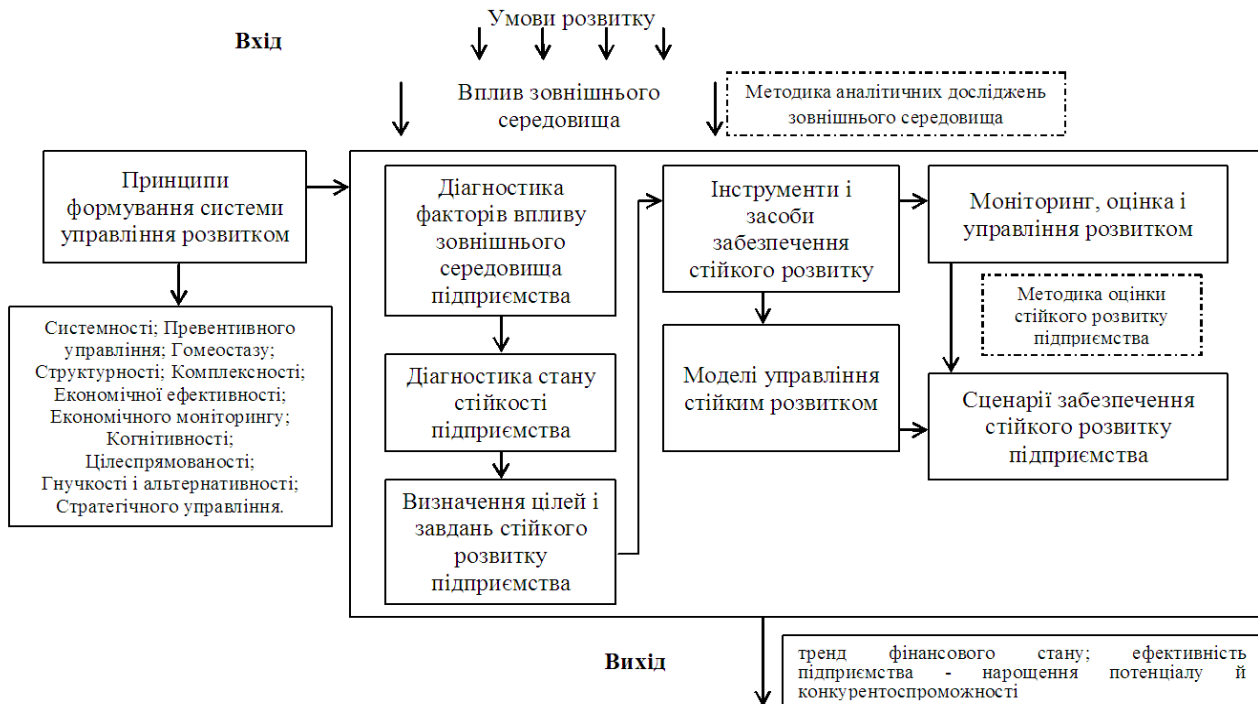 Умови розвитку
Вхід
Вплив зовнішнього
середовища
Методика аналітичних досліджень
зовнішнього середовища
Принципи
формування системи
управління розвитком
Системності; Превентивного
управління; Гомеостазу;
Структурності; Комплексності;
Економічної ефективності;
Економічного моніторингу;
Когнітивності;
Цілеспрямованості;
Гнучкості і альтернативності;
Стратегічного управління.
Діагностика
факторів впливу
зовнішнього
середовища
підприємства
Діагностика стану
стійкості
підприємства
Визначення цілей і
завдань стійкого
розвитку
підприємства
Інструменти і
засоби
забезпечення
стійкого розвитку
Моделі управління
стійким розвитком
Моніторинг, оцінка і
управління розвитком
Методика оцінки
стійкого розвитку
підприємства
Сценарії забезпечення
стійкого розвитку
підприємства
Вихід
тренд фінансового стану; ефективність
підприємства - нарощення потенціалу й
конкурентоспроможності